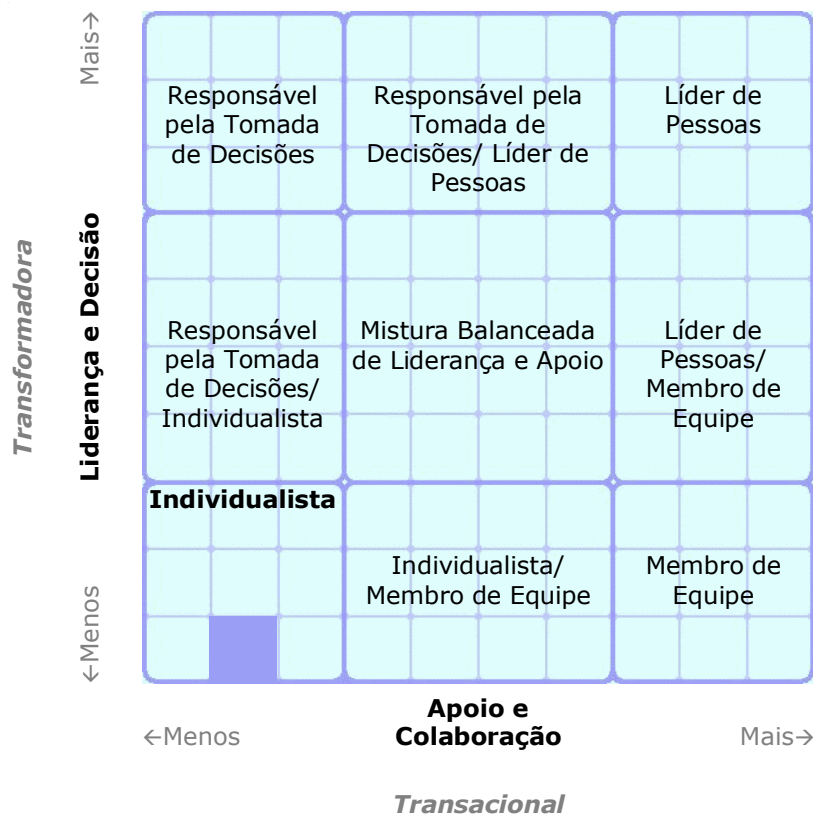 Mais→
Responsável
pela Tomada
de Decisões
Responsável pela
Tomada de
Decisões/ Líder de
Pessoas
Líder de
Pessoas
Transformadora
Liderança e Decisão
Responsável
pela Tomada
de Decisões/
Individualista
Mistura Balanceada
de Liderança e Apoio
Líder de
Pessoas/
Membro de
Equipe
Individualista
Individualista/
Membro de Equipe
Membro de
Equipe
←Menos
←Menos
Apoio e
Colaboração
Mais→
Transacional